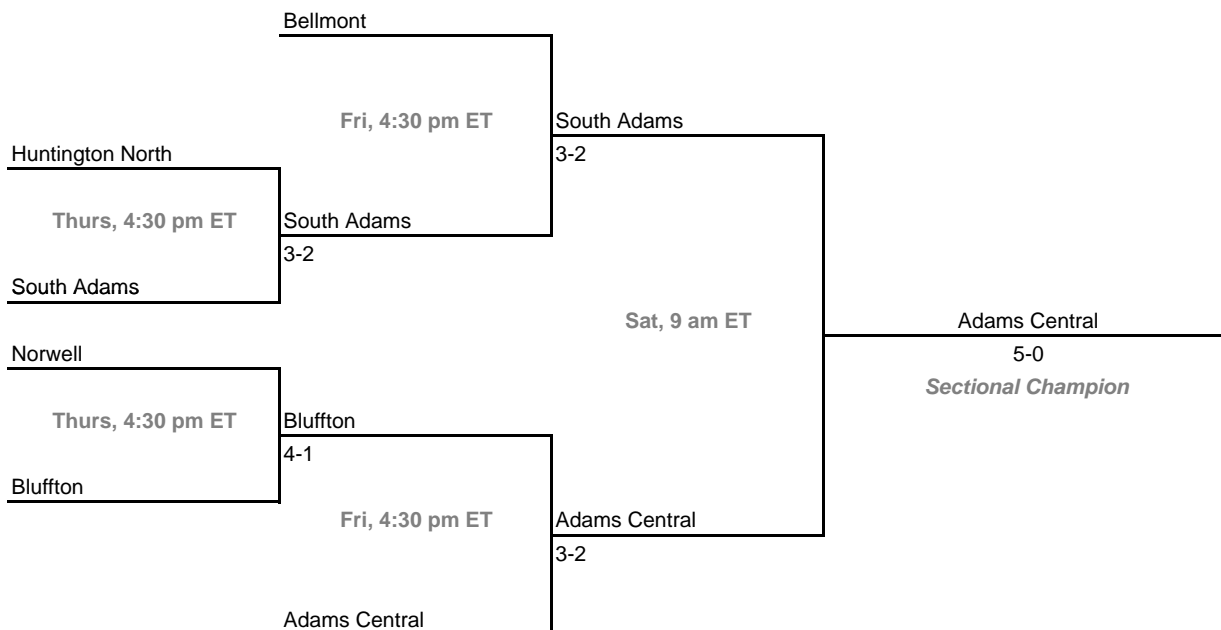 Bellmont
Fri, 4:30 pm ET
South Adams
3-2
Huntington North
Thurs, 4:30 pm ET
South Adams
3-2
South Adams
Sat, 9 am ET
Adams Central
5-0
Sectional Champion
Norwell
Thurs, 4:30 pm ET
Bluffton
4-1
Bluffton
Fri, 4:30 pm ET
Adams Central
3-2
Adams Central